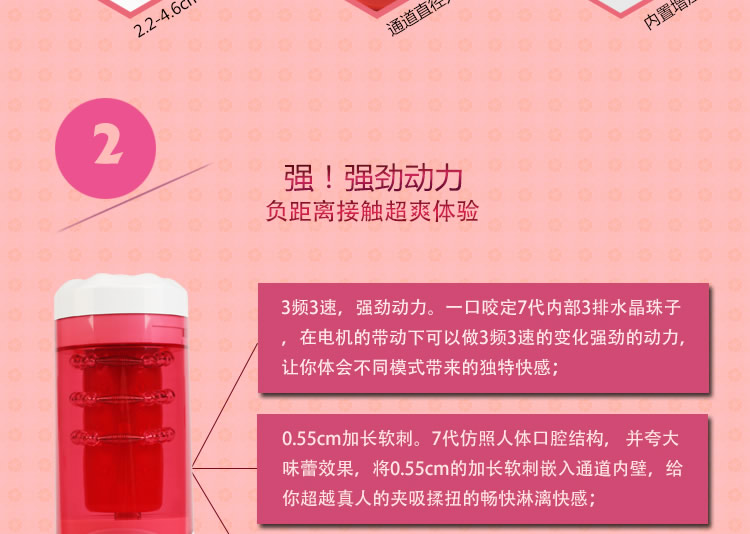 2.2-4.6cm
通道直径
内置增
2
强！强劲动力
负距离接触超爽体验
3频3速，强劲动力。一口咬定7代内部3排水晶珠子
，在电机的带动下可以做3频3速的变化强劲的动力,
让你体会不同模式带来的独特快感；
0.55cm加长软刺。7代仿照人体口腔结构， 并夸大
味蕾效果，将0.55cm的加长软刺嵌入通道内壁，给
你超越真人的夹吸揉扭的畅快淋漓快感；